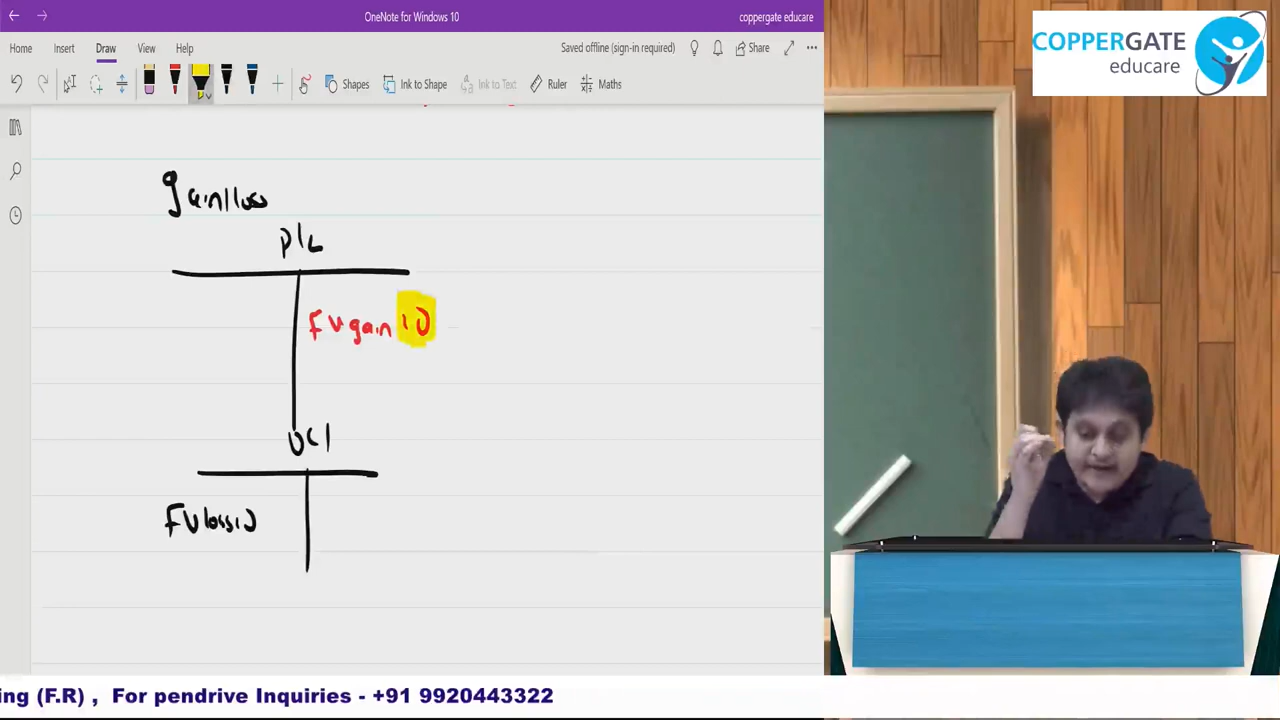 OneNote for Windows 10
coppergate educare
Home Insert Draw View Help
Saved offline (sign-in required)
Share
Shapes
Ink to Shape
Ink to Text
Ruler
Maths
COPPERGATE
educare
gain/loss
P/L
FV gain 10
OCI
FV loss 10
ing (F.R) , For pendrive Inquiries - +91 9920443322